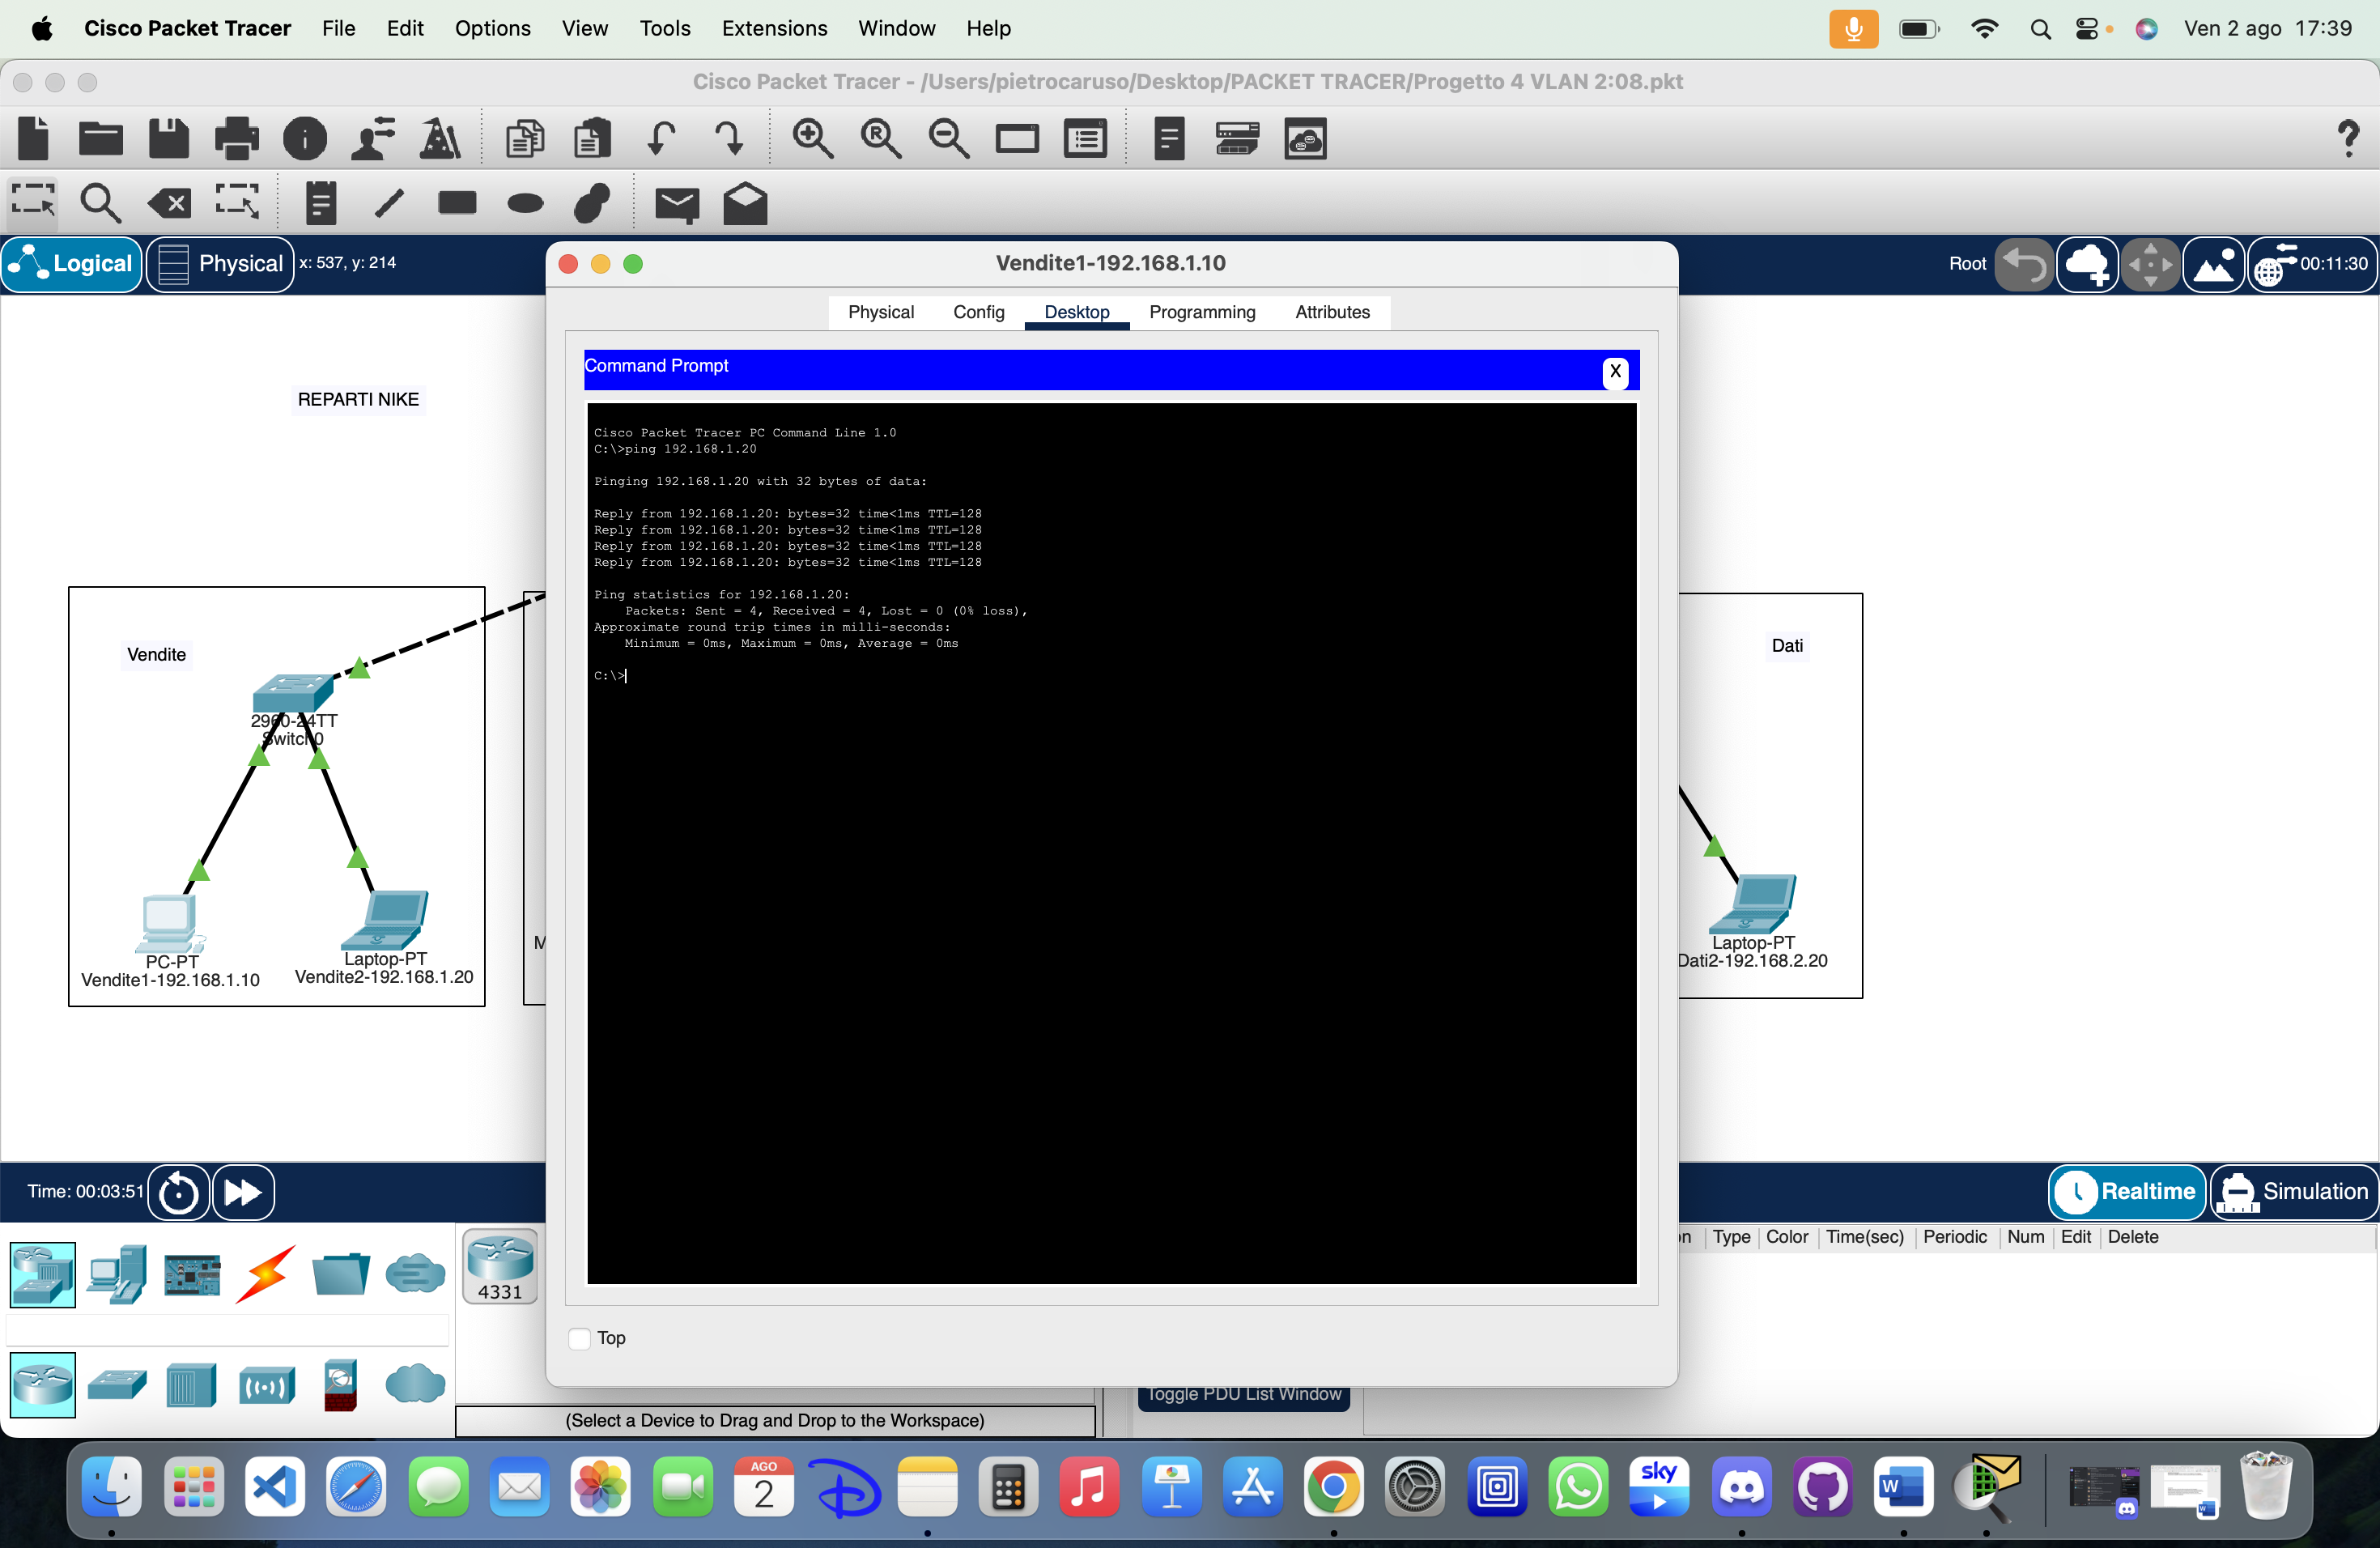 Cisco Packet Tracer File Edit Options View Tools Extensions Window Help Ven 2 ago 17:39
Cisco Packet Tracer - /Users/pietrocaruso/Desktop/PACKET TRACER/Progetto 4 VLAN 2:08.pkt
Logical Physical x: 537, y: 214 Root 00:11:30
Vendite1-192.168.1.10
Physical Config Desktop Programming Attributes
Command Prompt X
Cisco Packet Tracer PC Command Line 1.0
C:\>ping 192.168.1.20
Pinging 192.168.1.20 with 32 bytes of data:
Reply from 192.168.1.20: bytes=32 time<1ms TTL=128
Reply from 192.168.1.20: bytes=32 time<1ms TTL=128
Reply from 192.168.1.20: bytes=32 time<1ms TTL=128
Reply from 192.168.1.20: bytes=32 time<1ms TTL=128
Ping statistics for 192.168.1.20:
Packets: Sent = 4, Received = 4, Lost = 0 (0% loss),
Approximate round trip times in milli-seconds:
Minimum = 0ms, Maximum = 0ms, Average = 0ms
C:\>
Top
REPARTI NIKE
Vendite
2960-24TT
Switch0
PC-PT
Vendite1-192.168.1.10
Laptop-PT
Vendite2-192.168.1.20
M
Dati
Laptop-PT
Dati2-192.168.2.20
Time: 00:03:51 Realtime Simulation
on Type Color Time(sec) Periodic Num Edit Delete
4331
Toggle PDU List Window
(Select a Device to Drag and Drop to the Workspace)
AGO
2
sky
W